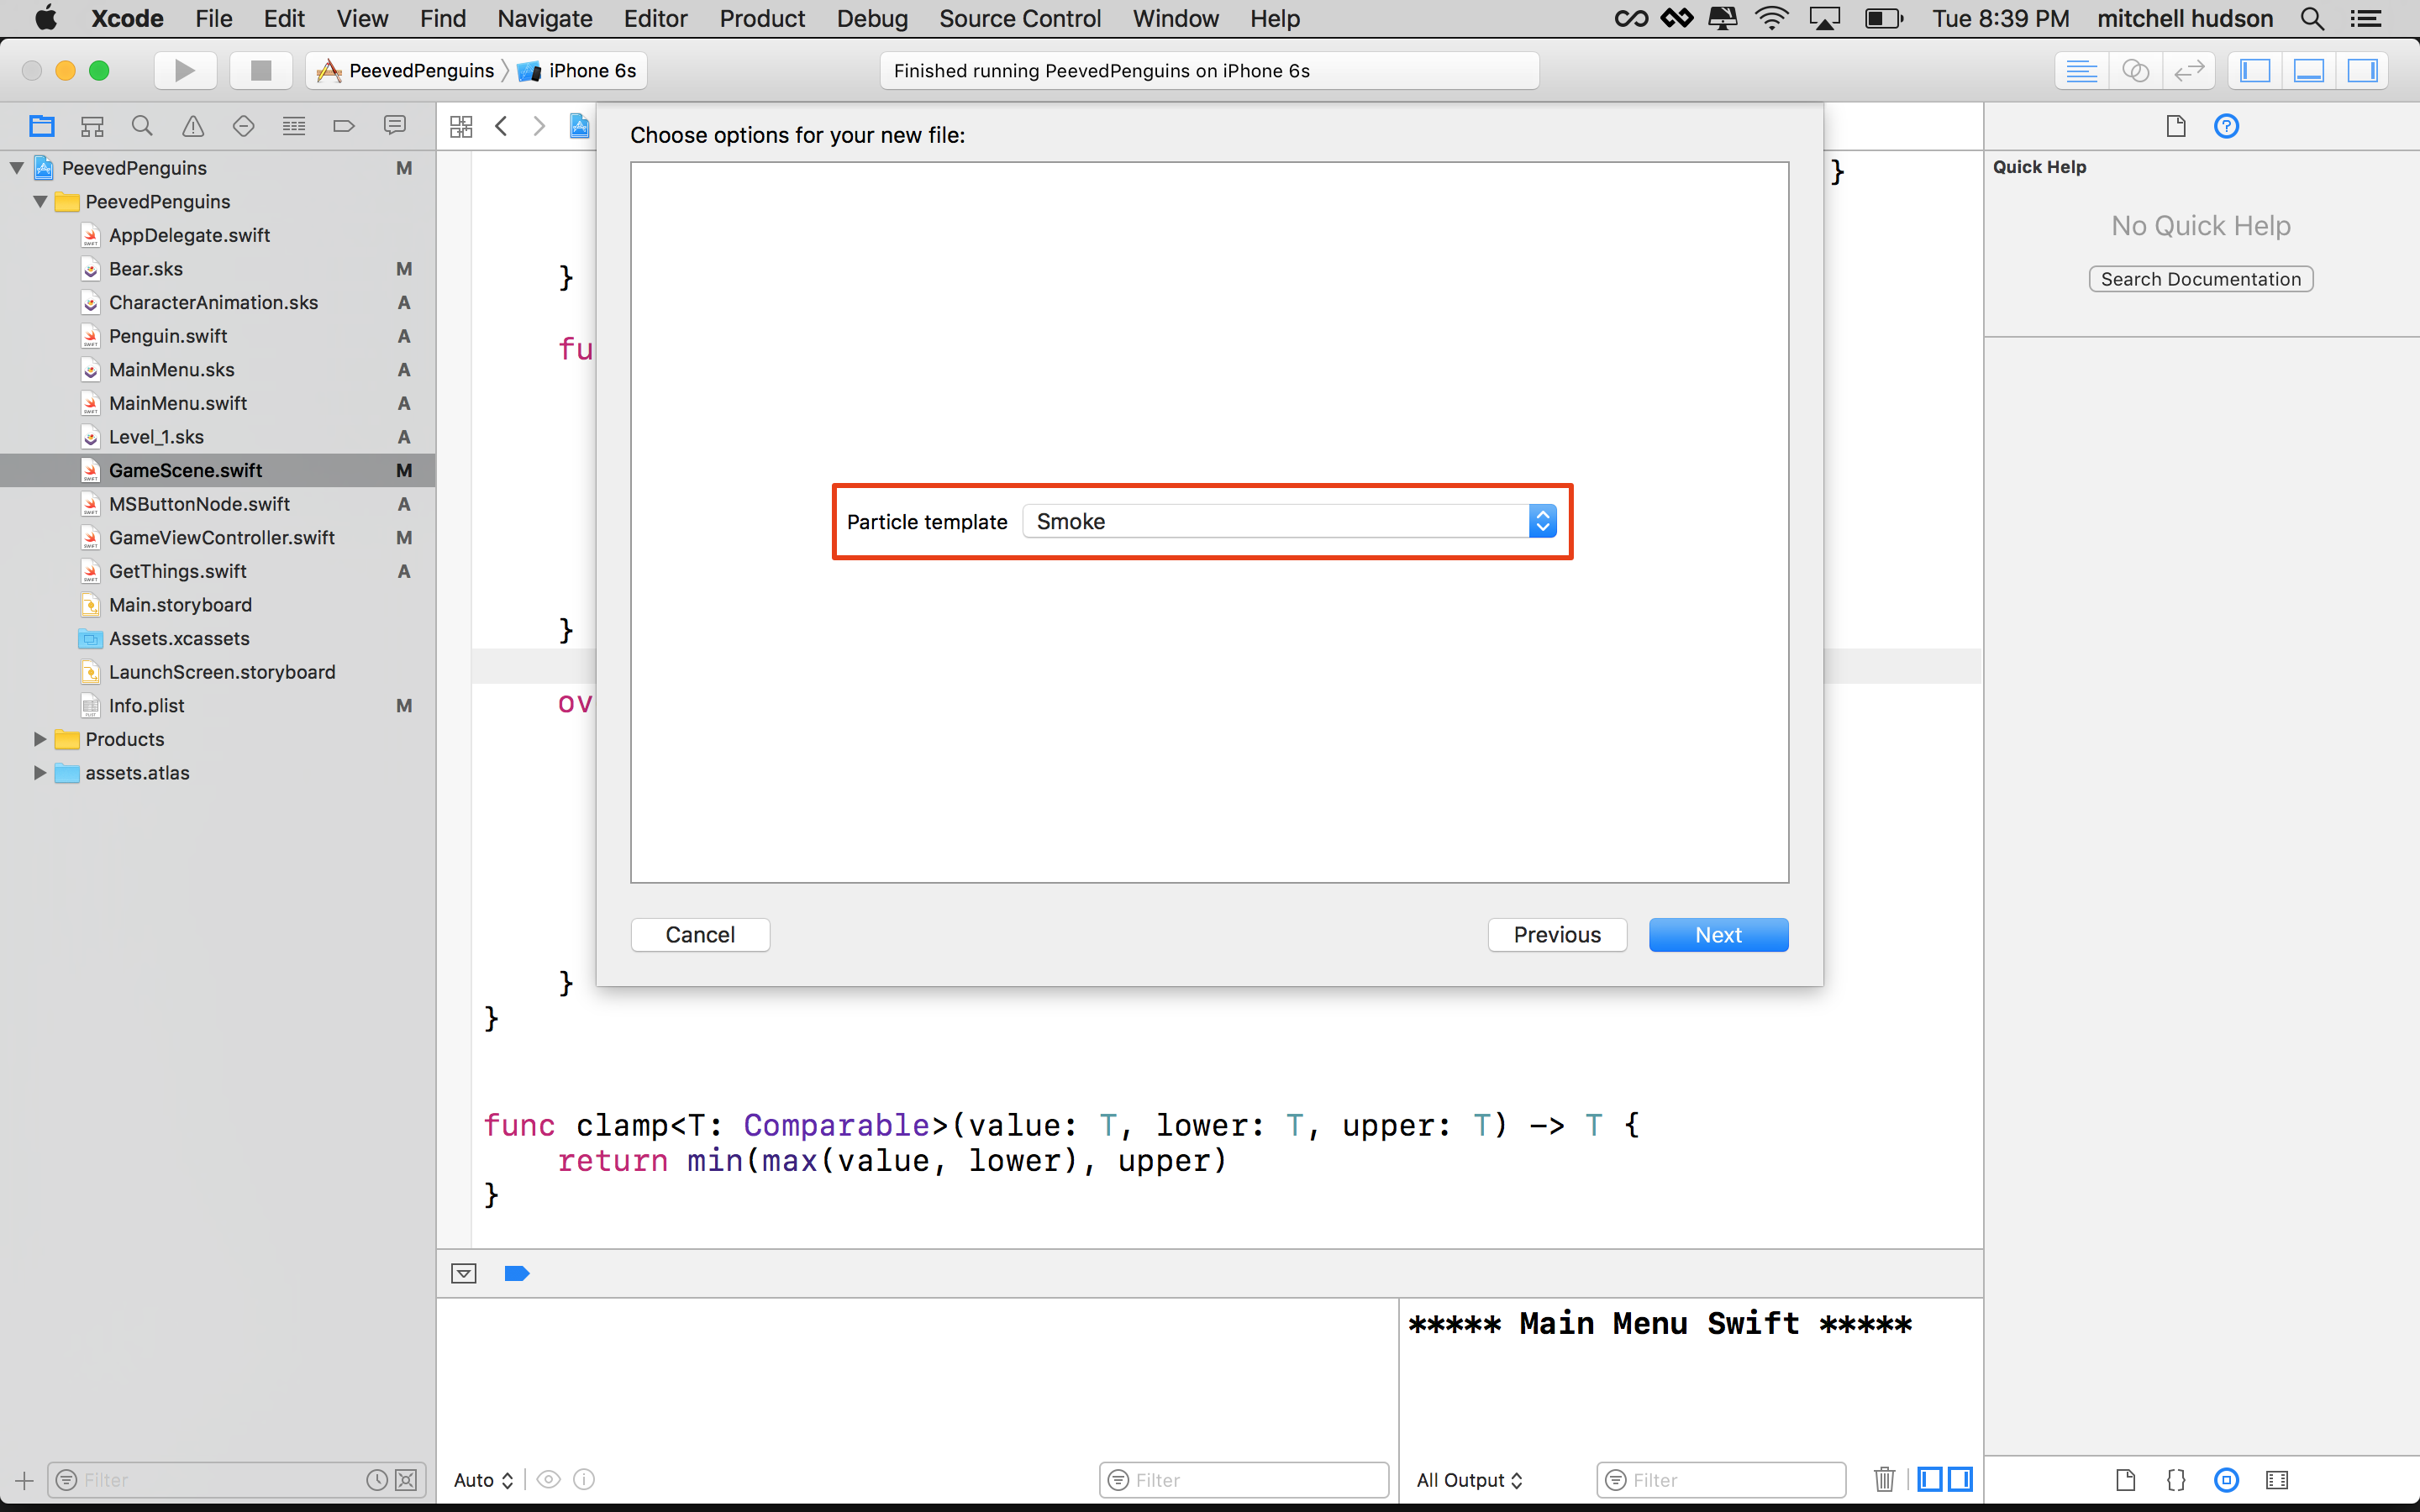 Xcode File Edit View Find Navigate Editor Product Debug Source Control Window Help Tue 8:39 PM mitchell hudson
PeevedPenguins iPhone 6s Finished running PeevedPenguins on iPhone 6s
Choose options for your new file:
PeevedPenguins M
PeevedPenguins
AppDelegate.swift
Bear.sks M
CharacterAnimation.sks A
Penguin.swift A
MainMenu.sks A
MainMenu.swift A
Level_1.sks A
GameScene.swift M
MSButtonNode.swift A
GameViewController.swift M
GetThings.swift A
Main.storyboard
Assets.xcassets
LaunchScreen.storyboard
Info.plist M
Products
assets.atlas
}
}
fu
}
ov
}
}
Particle template Smoke
Cancel Previous Next
func clamp<T: Comparable>(value: T, lower: T, upper: T) -> T {
return min(max(value, lower), upper)
}
Quick Help
No Quick Help
Search Documentation
***** Main Menu Swift *****
Filter
Auto
Filter
All Output
Filter